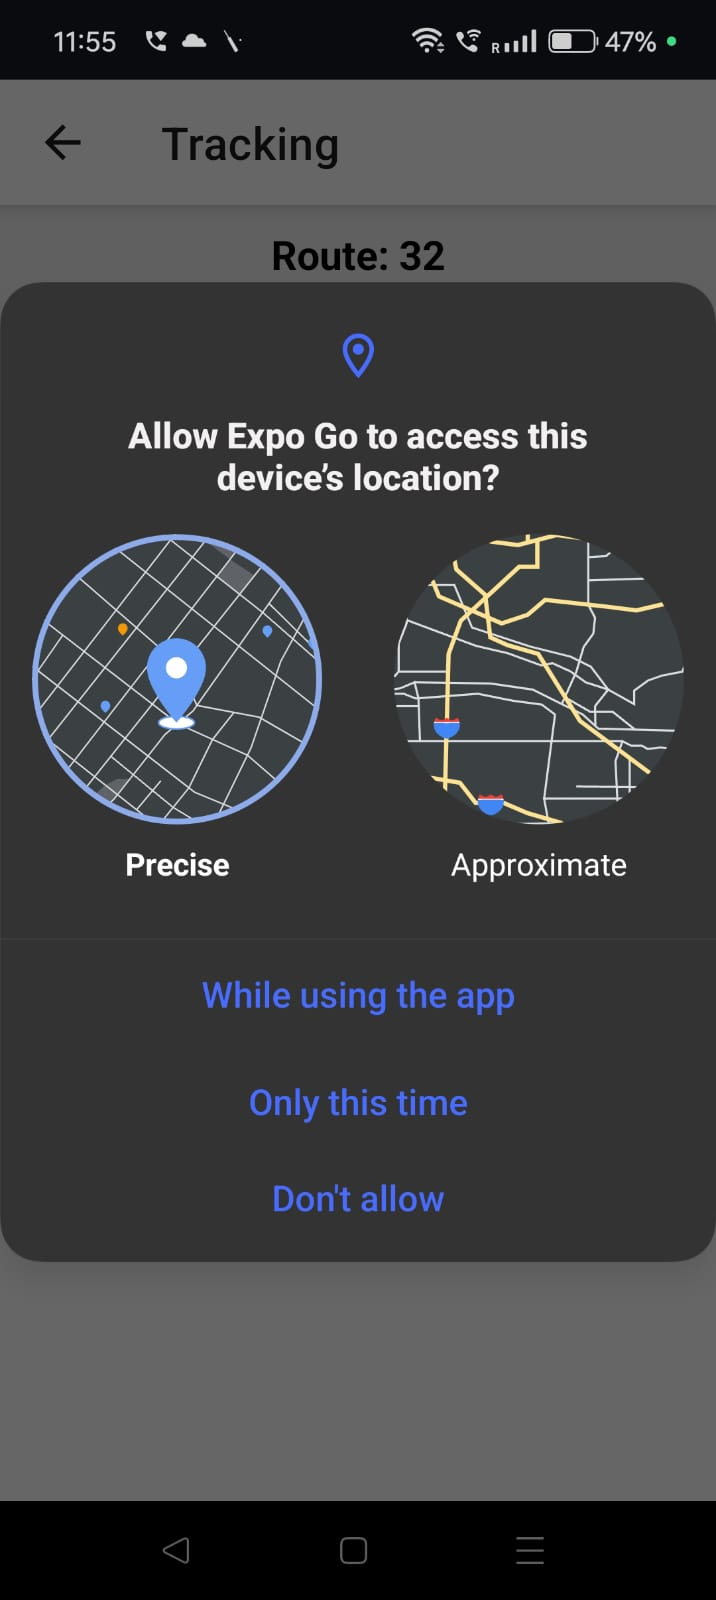 11:55
R 47%
Tracking
Route: 32
Allow Expo Go to access this
device’s location?
Precise
Approximate
While using the app
Only this time
Don't allow